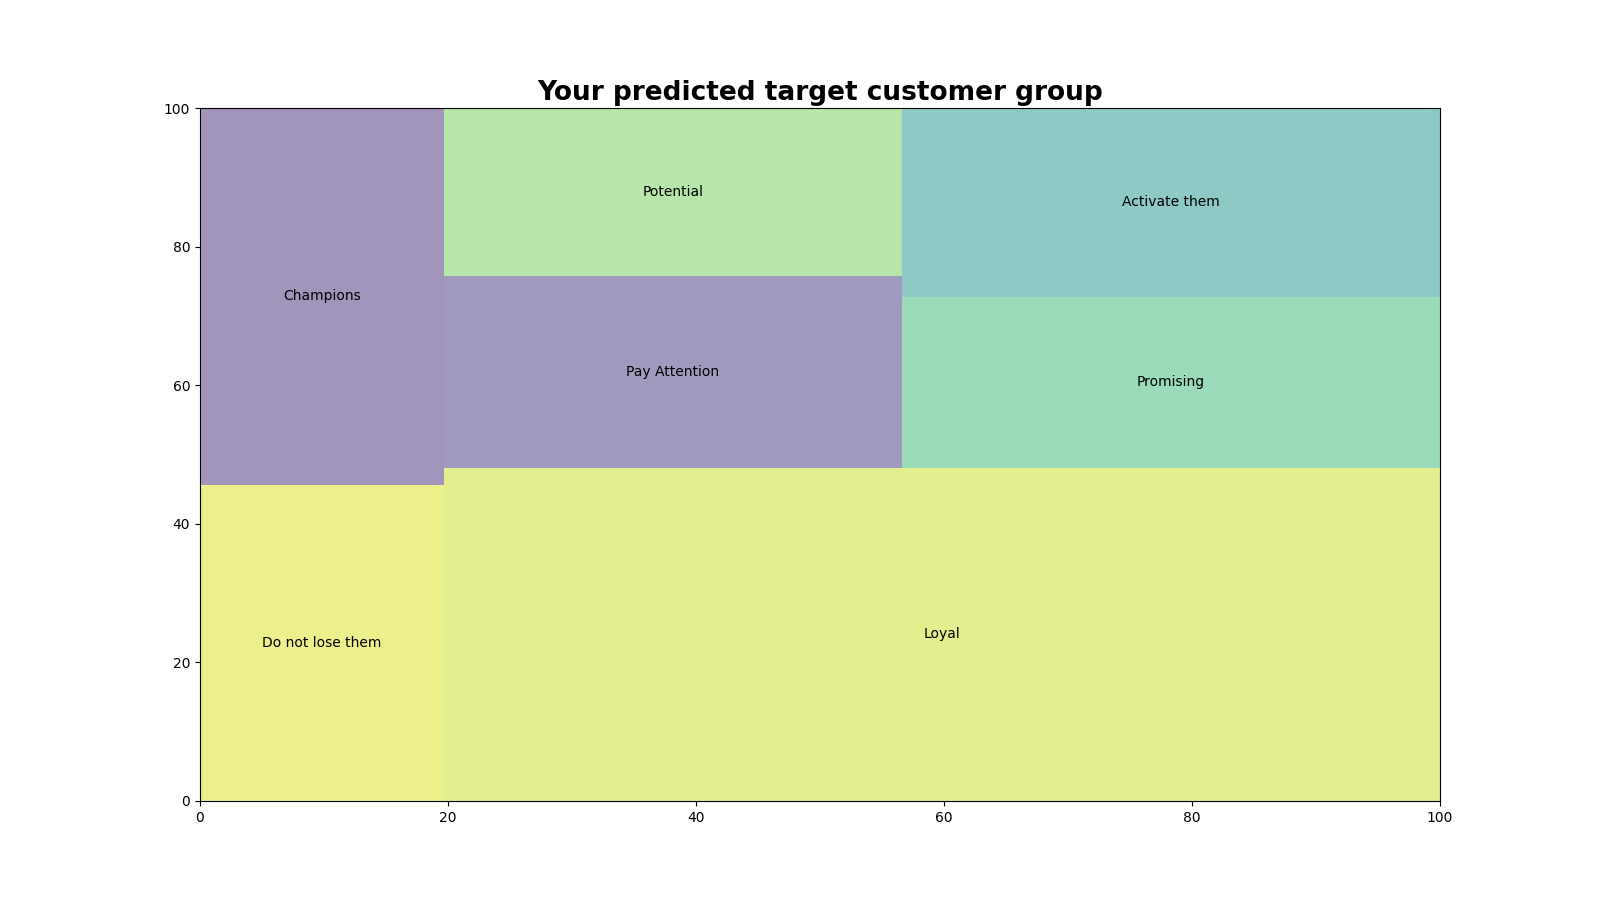 Your predicted target customer group
100
80
60
40
20
0
Champions
Potential
Activate them
Pay Attention
Promising
Do not lose them
Loyal
0 20 40 60 80 100